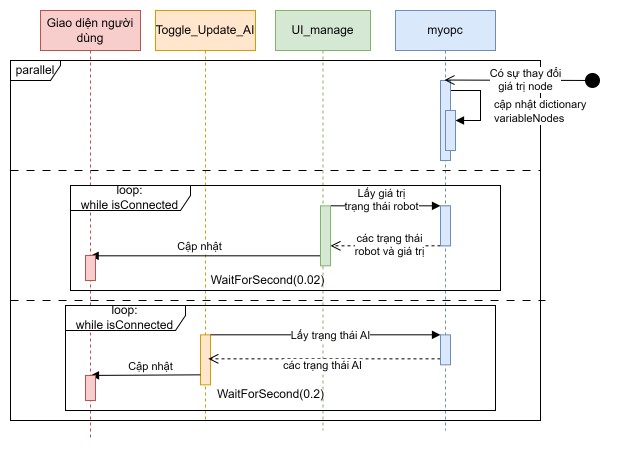 Giao diện người
dùng
Toggle_Update_AI
UI_manage
myopc
parallel
Có sự thay đổi
giá trị node
cập nhật dictionary
variableNodes
loop:
while isConnected
Lấy giá trị
trạng thái robot
các trạng thái
robot và giá trị
Cập nhật
WaitForSecond(0.02)
loop:
while isConnected
Lấy trạng thái AI
các trạng thái AI
Cập nhật
WaitForSecond(0.2)